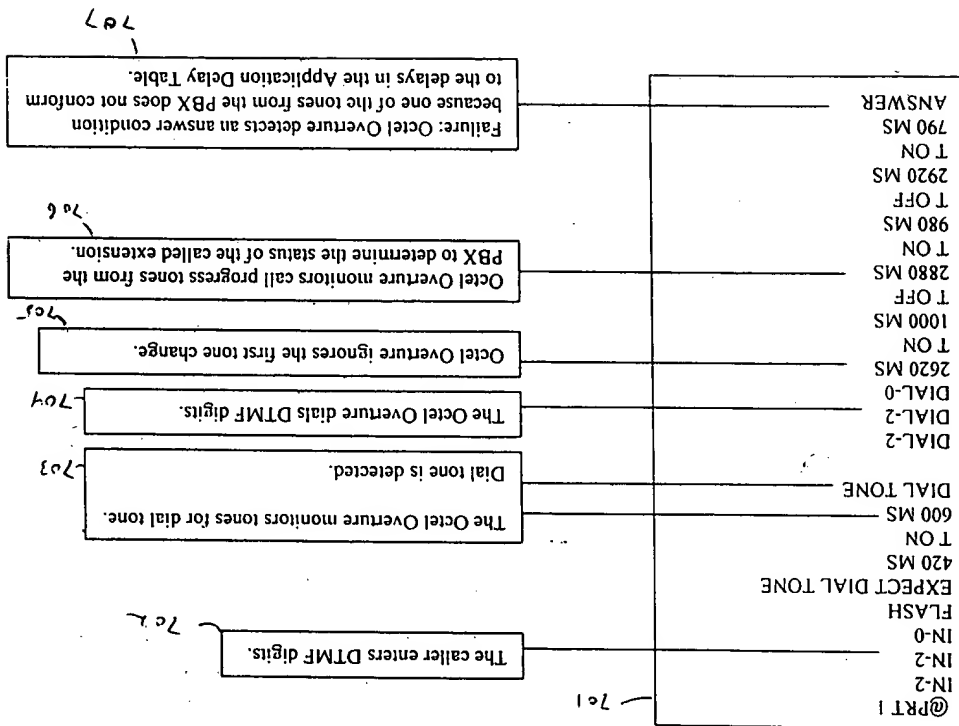 701
@PRT 1
IN-2
IN-2
IN-0
FLASH
EXPECT DIAL TONE
420 MS
T ON
600 MS
DIAL TONE
DIAL-2
DIAL-2
DIAL-0
2620 MS
T ON
1000 MS
T OFF
2880 MS
T ON
980 MS
T OFF
2920 MS
T ON
790 MS
ANSWER
702
The caller enters DTMF digits.
The Octel Overture monitors tones for dial tone.
Dial tone is detected.
703
The Octel Overture dials DTMF digits.
704
Octel Overture ignores the first tone change.
705
Octel Overture monitors call progress tones from the
PBX to determine the status of the called extension.
706
Failure: Octel Overture detects an answer condition
because one of the tones from the PBX does not conform
to the delays in the Application Delay Table.
707